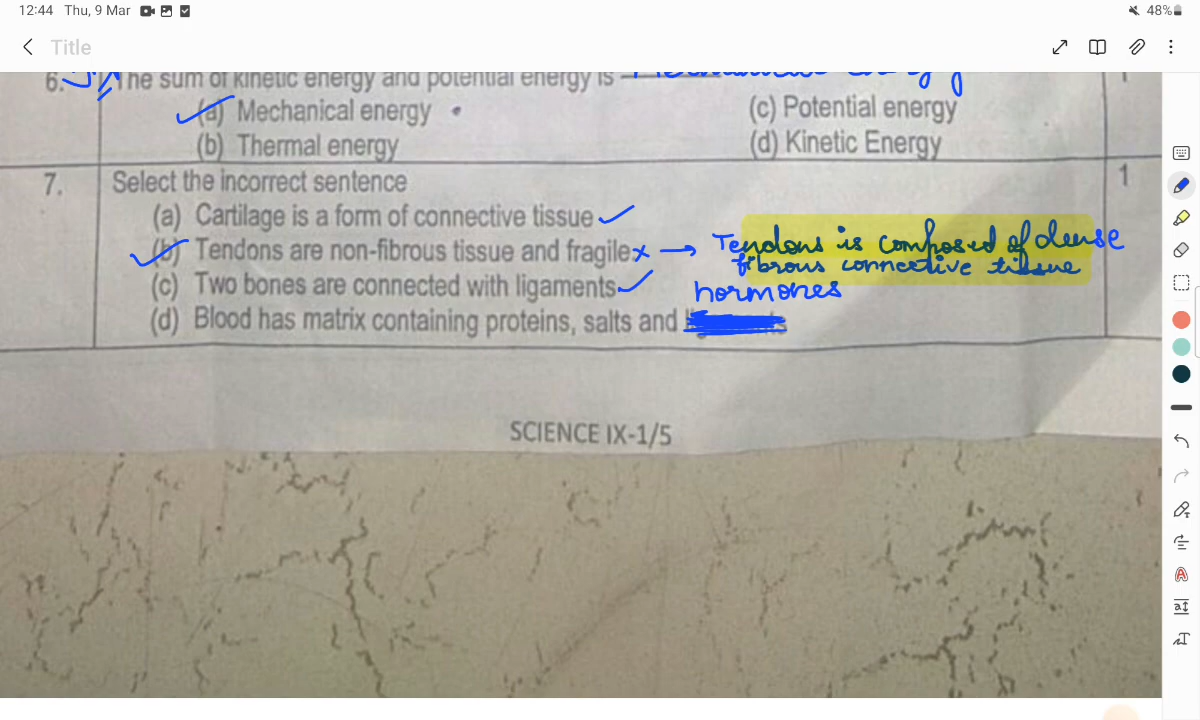 12:44 Thu, 9 Mar
48%
Title
6. The sum of kinetic energy and potential energy is
(a) Mechanical energy
(c) Potential energy
(b) Thermal energy
(d) Kinetic Energy
7. Select the incorrect sentence 1
(a) Cartilage is a form of connective tissue
(b) Tendons are non-fibrous tissue and fragile x → Tendons is composed of dense
fibrous connective tissue
(c) Two bones are connected with ligaments
hormones
(d) Blood has matrix containing proteins, salts and
SCIENCE IX-1/5